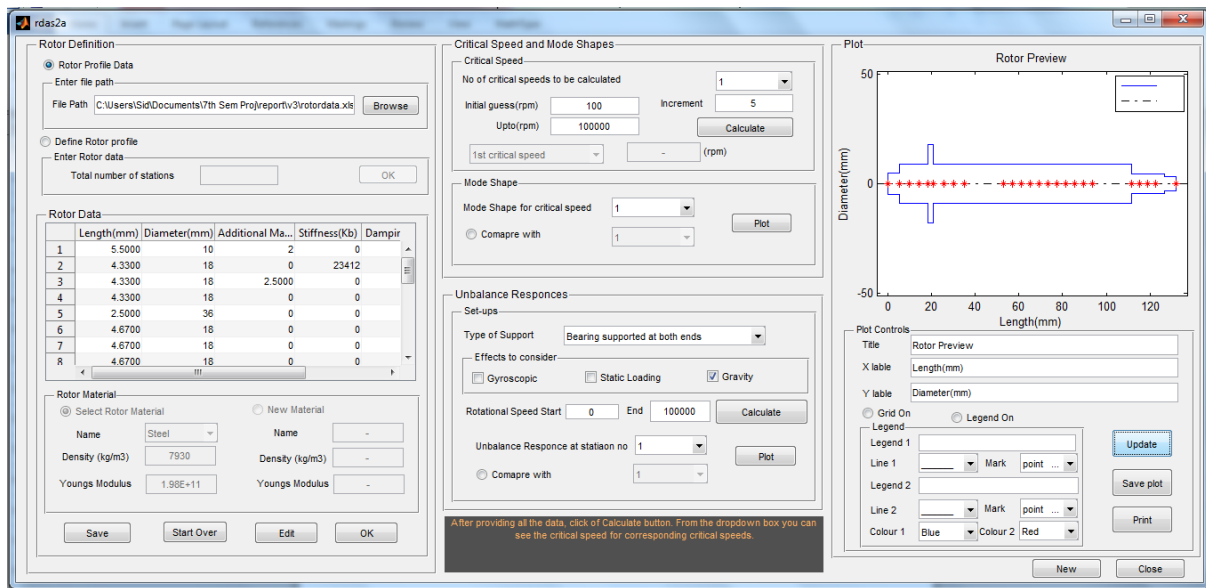 rdas2a
Rotor Definition
Rotor Profile Data
Enter file path
File Path C:\Users\Sid\Documents\7th Sem Proj\report\v3\rotordata.xls Browse
Define Rotor profile
Enter Rotor data
Total number of stations OK
Rotor Data
Length(mm) Diameter(mm) Additional Ma... Stiffness(Kb) Dampir
1 5.5000 10 2 0
2 4.3300 18 0 23412
3 4.3300 18 2.5000 0
4 4.3300 18 0 0
5 2.5000 36 0 0
6 4.6700 18 0 0
7 4.6700 18 0 0
8 4.6700 18 0 0
Rotor Material
Select Rotor Material New Material
Name Steel Name -
Density (kg/m3) 7930 Density (kg/m3) -
Youngs Modulus 1.98E+11 Youngs Modulus -
Save Start Over Edit OK
Critical Speed and Mode Shapes
Critical Speed
No of critical speeds to be calculated 1
Initial guess(rpm) 100 Increment 5
Upto(rpm) 100000 Calculate
1st critical speed - (rpm)
Mode Shape
Mode Shape for critical speed 1 Plot
Comapre with 1
Unbalance Responces
Set-ups
Type of Support Bearing supported at both ends
Effects to consider
Gyroscopic Static Loading Gravity
Rotational Speed Start 0 End 100000 Calculate
Unbalance Responce at statiaon no 1 Plot
Comapre with 1
After providing all the data, click of Calculate button. From the dropdown box you can
see the critical speed for corresponding critical speeds.
Plot
Rotor Preview
50
0
-50
Diameter(mm)
0 20 40 60 80 100 120
Length(mm)
Plot Controls
Title Rotor Preview
X lable Length(mm)
Y lable Diameter(mm)
Grid On Legend On
Legend
Legend 1
Line 1 Mark point ...
Legend 2
Line 2 Mark point ...
Colour 1 Blue Colour 2 Red
Update
Save plot
Print
New Close